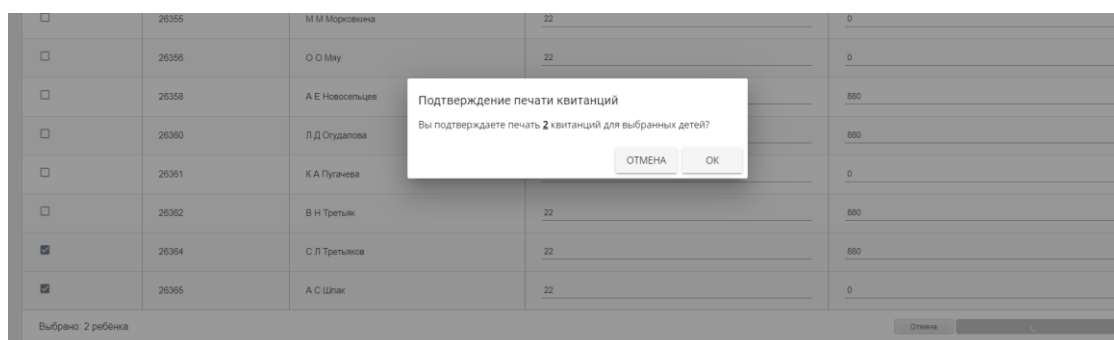 26355 М М Морковкина 22 0
26356 О О Мяу 22 0
26358 А Е Новосельцев 880
Подтверждение печати квитанций
Вы подтверждаете печать 2 квитанций для выбранных детей?
26360 Л Д Огудалова 880
ОТМЕНА ОК
26361 К А Пугачева 0
26362 В Н Третьяк 22 880
26364 С Л Третьяков 22 880
26365 А С Шпак 22 0
Выбрано: 2 ребёнка Отмена